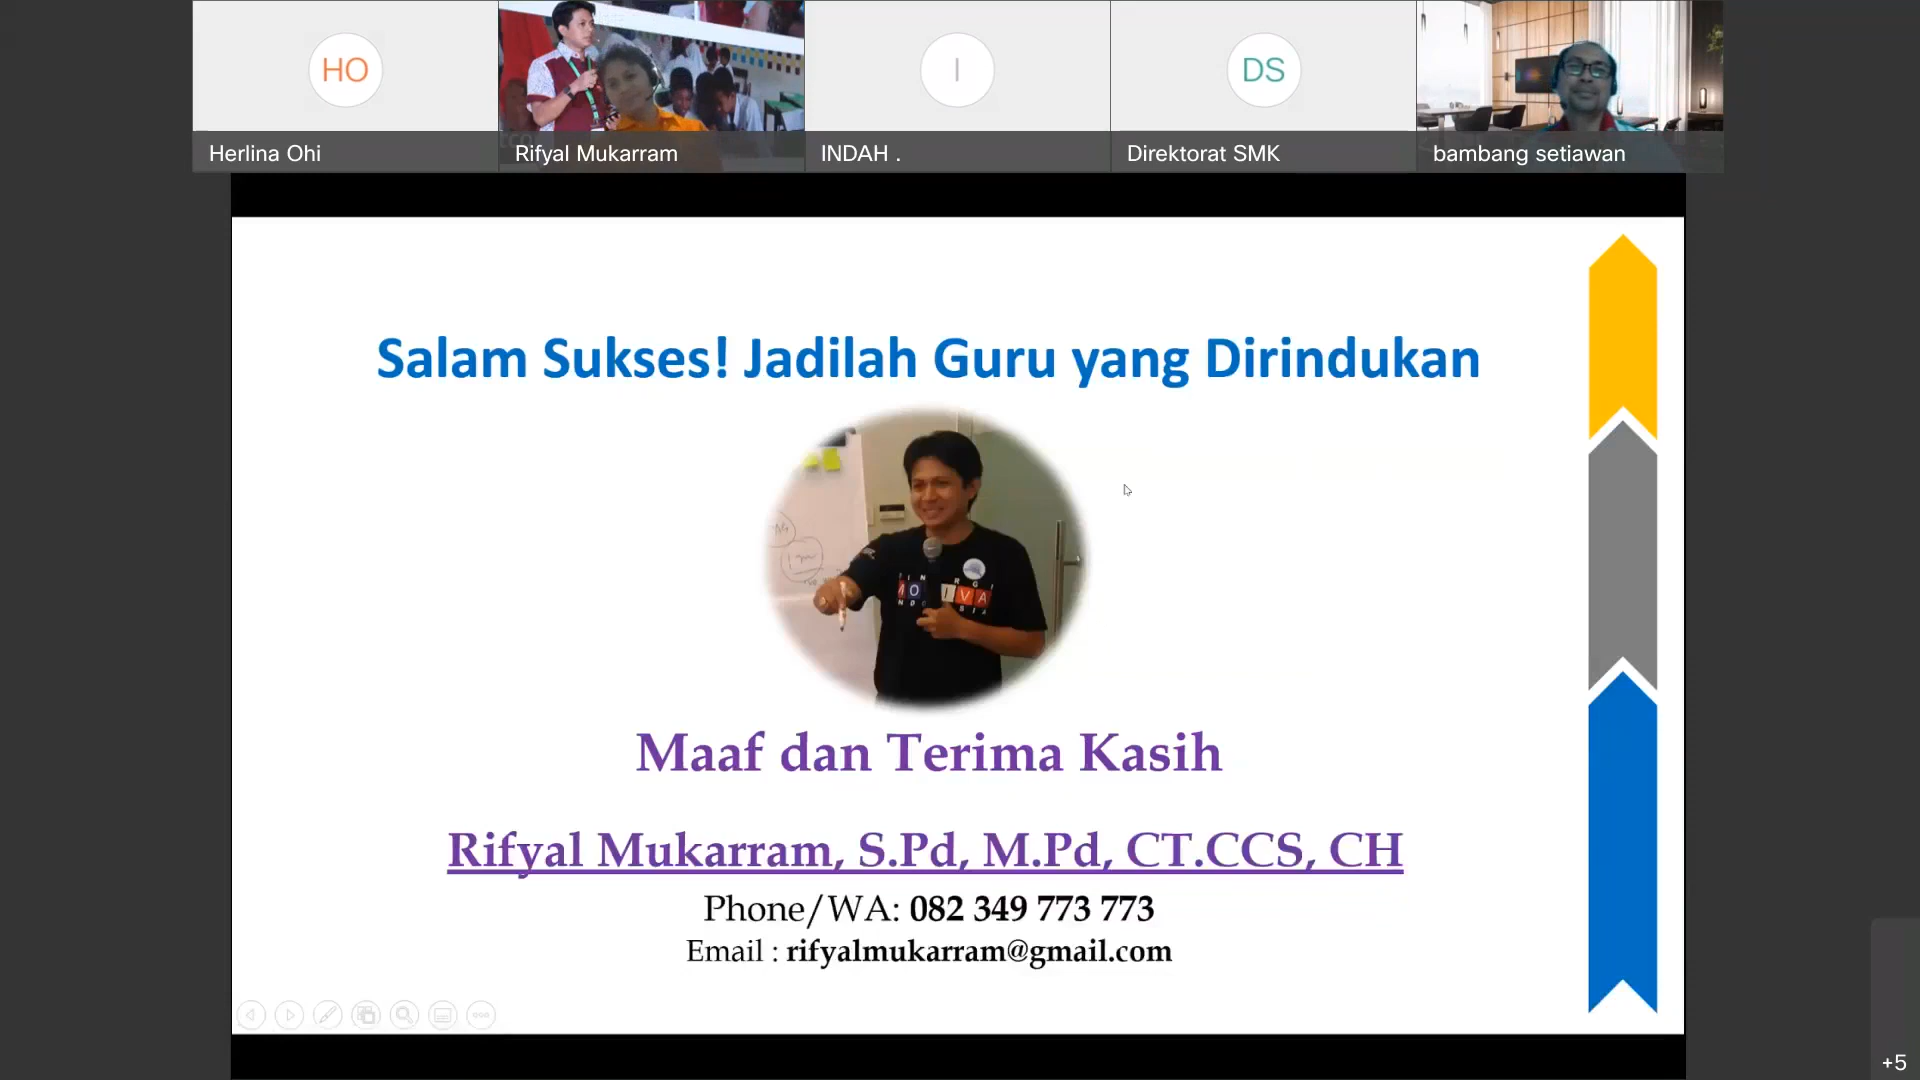 HO
I
DS
Herlina Ohi
Rifyal Mukarram
INDAH .
Direktorat SMK
bambang setiawan
Salam Sukses! Jadilah Guru yang Dirindukan
Maaf dan Terima Kasih
Rifyal Mukarram, S.Pd, M.Pd, CT.CCS, CH
Phone/WA: 082 349 773 773
Email : rifyalmukarram@gmail.com
+5